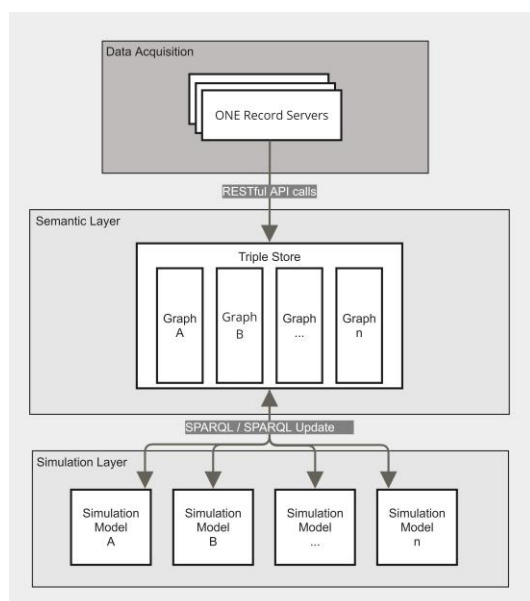 Data Acquisition
ONE Record Servers
RESTful API calls
Semantic Layer
Triple Store
Graph
A
Graph
B
Graph
...
Graph
n
SPARQL / SPARQL Update
Simulation Layer
Simulation
Model
A
Simulation
Model
B
Simulation
Model
...
Simulation
Model
n